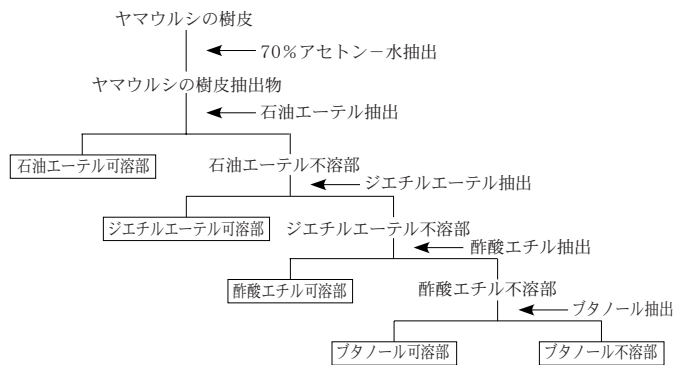 ヤマウルシの樹皮
70％アセトン－水抽出
ヤマウルシの樹皮抽出物
石油エーテル抽出
石油エーテル可溶部
石油エーテル不溶部
ジエチルエーテル抽出
ジエチルエーテル可溶部
ジエチルエーテル不溶部
酢酸エチル抽出
酢酸エチル可溶部
酢酸エチル不溶部
ブタノール抽出
ブタノール可溶部
ブタノール不溶部